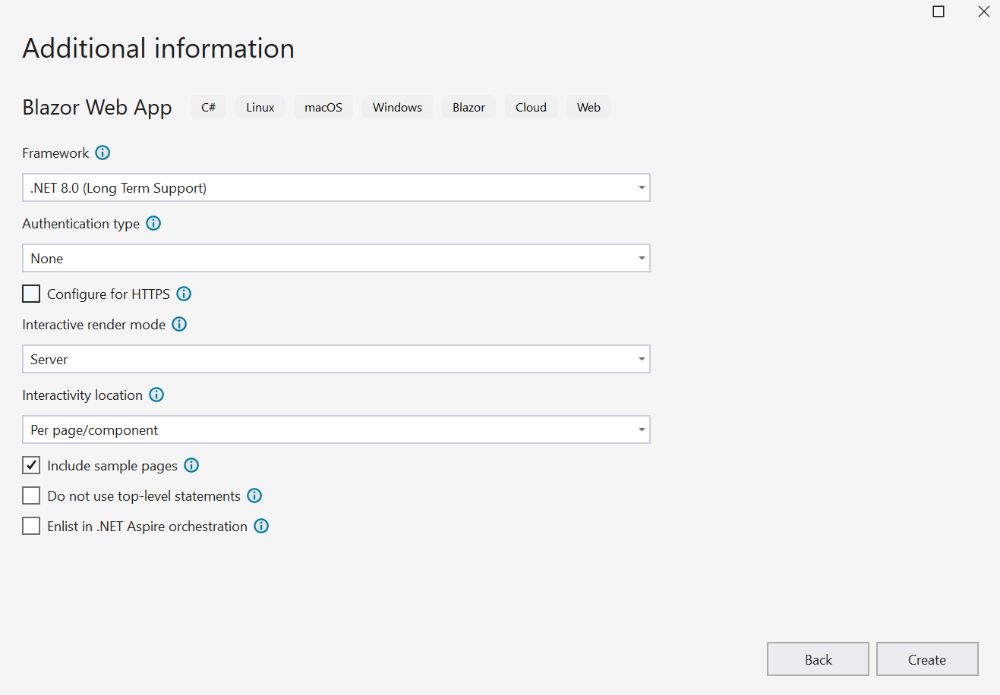 Additional information
Blazor Web App C# Linux macOS Windows Blazor Cloud Web
Framework
.NET 8.0 (Long Term Support)
Authentication type
None
Configure for HTTPS
Interactive render mode
Server
Interactivity location
Per page/component
Include sample pages
Do not use top-level statements
Enlist in .NET Aspire orchestration
Back Create